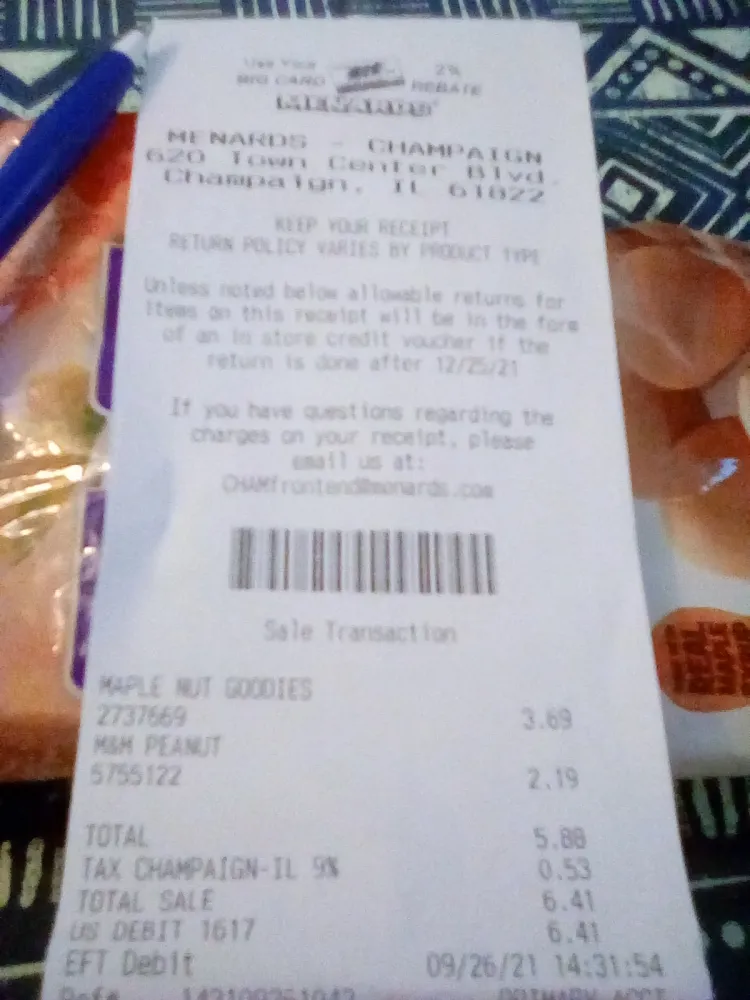 Use Your 2%
BIG CARD REBATE
MENARDS
MENARDS - CHAMPAIGN
620 Town Center Blvd.
Champaign, IL 61822
KEEP YOUR RECEIPT
RETURN POLICY VARIES BY PRODUCT TYPE
Unless noted below allowable returns for
items on this receipt will be in the form
of an in store credit voucher if the
return is done after 12/25/21
If you have questions regarding the
charges on your receipt, please
email us at:
CHAMfrontend@menards.com
Sale Transaction
MAPLE NUT GOODIES
2737669 3.69
M&M PEANUT
5755122 2.19
TOTAL 5.88
TAX CHAMPAIGN-IL 9% 0.53
TOTAL SALE 6.41
US DEBIT 1617 6.41
EFT Debit 09/26/21 14:31:54
REAL
MAPLE